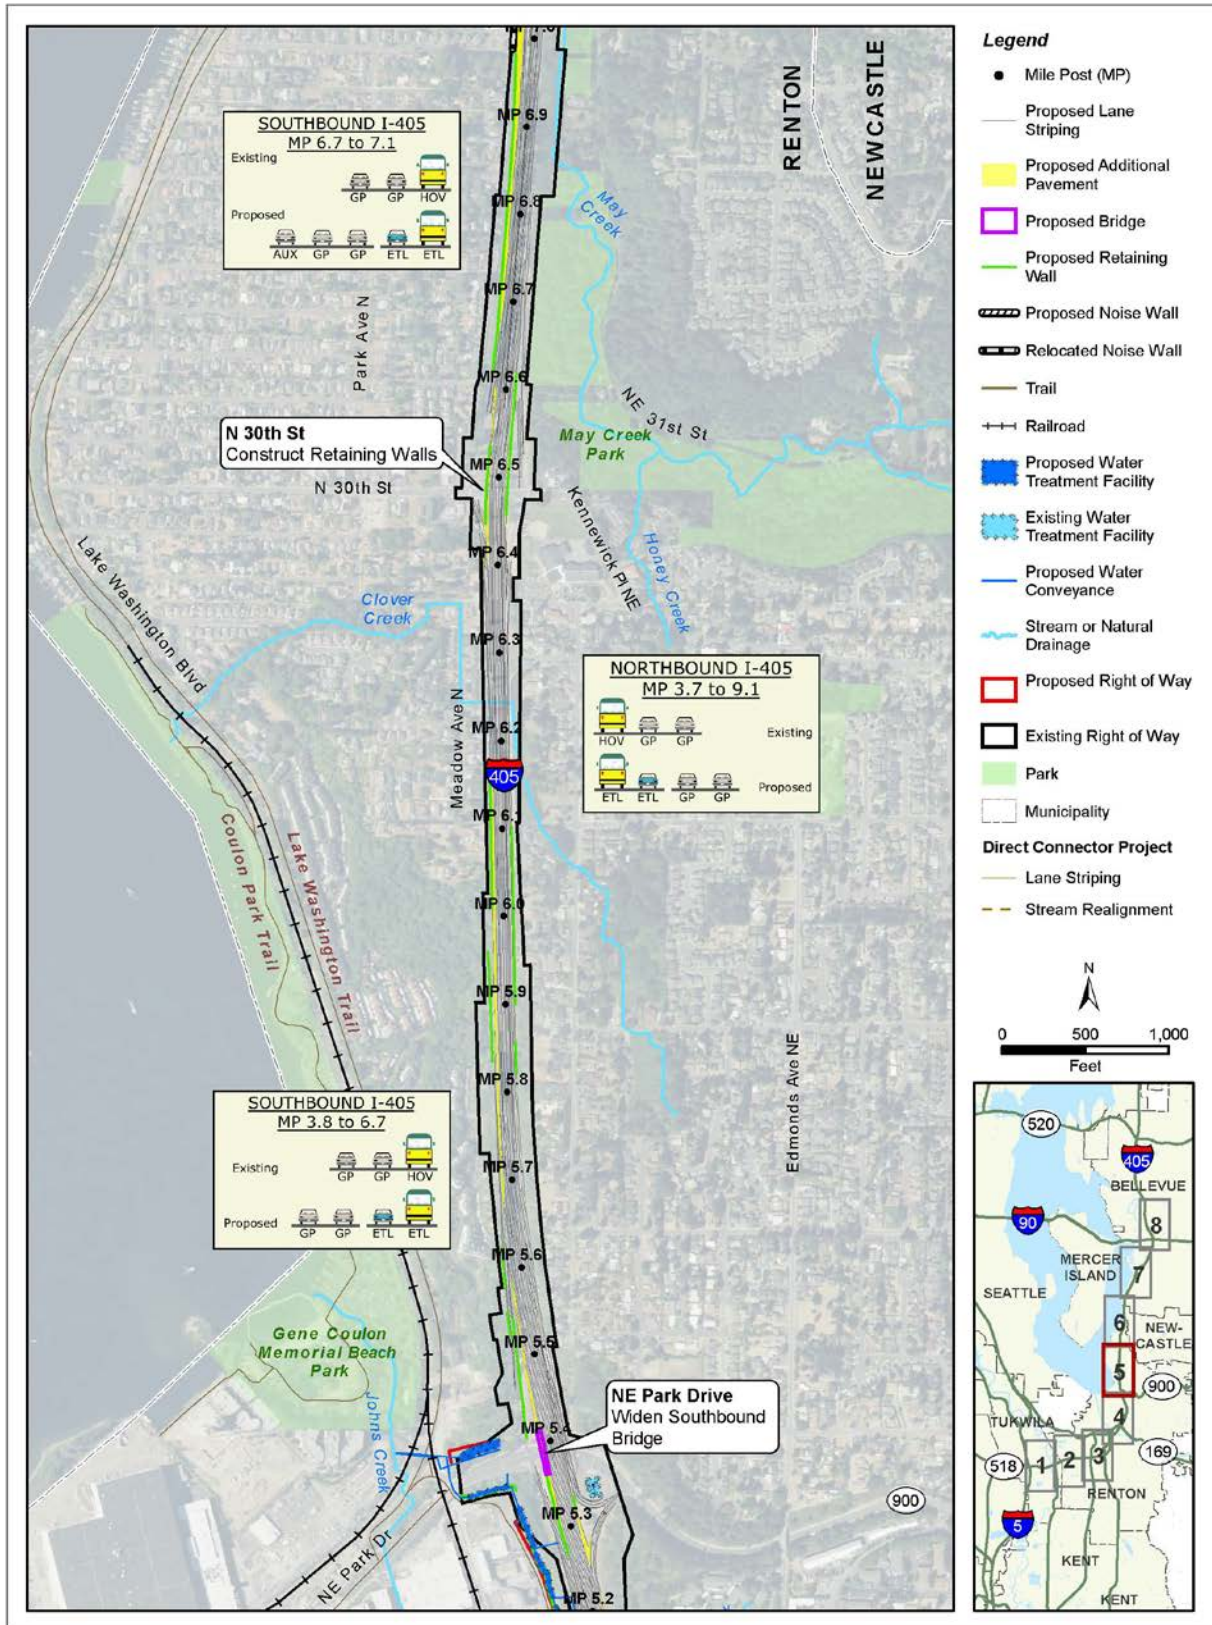 RENTON
NEWCASTLE
MP 6.9
MP 6.8
MP 6.7
MP 6.6
MP 6.5
MP 6.4
MP 6.3
MP 6.2
405
MP 6.1
MP 6.0
MP 5.9
MP 5.8
MP 5.7
MP 5.6
MP 5.5
MP 5.4
MP 5.3
MP 5.2
SOUTHBOUND I-405
MP 6.7 to 7.1
Existing
GP GP HOV
Proposed
AUX GP GP ETL ETL
May
Creek
Park Ave N
N 30th St
Construct Retaining Walls
N 30th St
NE 31st St
May Creek
Park
Kennewick Pl NE
Honey Creek
Lake Washington Blvd
Clover
Creek
Meadow Ave N
NORTHBOUND I-405
MP 3.7 to 9.1
HOV GP GP Existing
ETL ETL GP GP Proposed
Coulon Park Trail
Lake Washington Trail
Edmonds Ave NE
SOUTHBOUND I-405
MP 3.8 to 6.7
Existing
GP GP HOV
Proposed
GP GP ETL ETL
Gene Coulon
Memorial Beach
Park
Johns Creek
NE Park Drive
Widen Southbound
Bridge
900
NE Park Dr
Legend
Mile Post (MP)
Proposed Lane
Striping
Proposed Additional
Pavement
Proposed Bridge
Proposed Retaining
Wall
Proposed Noise Wall
Relocated Noise Wall
Trail
Railroad
Proposed Water
Treatment Facility
Existing Water
Treatment Facility
Proposed Water
Conveyance
Stream or Natural
Drainage
Proposed Right of Way
Existing Right of Way
Park
Municipality
Direct Connector Project
Lane Striping
Stream Realignment
N
0 500 1,000
Feet
520
405
BELLEVUE
90
8
MERCER
ISLAND
7
SEATTLE
6
NEW-
CASTLE
5
900
4
TUKWILA
518
1
2
3
169
RENTON
5
KENT
KENT